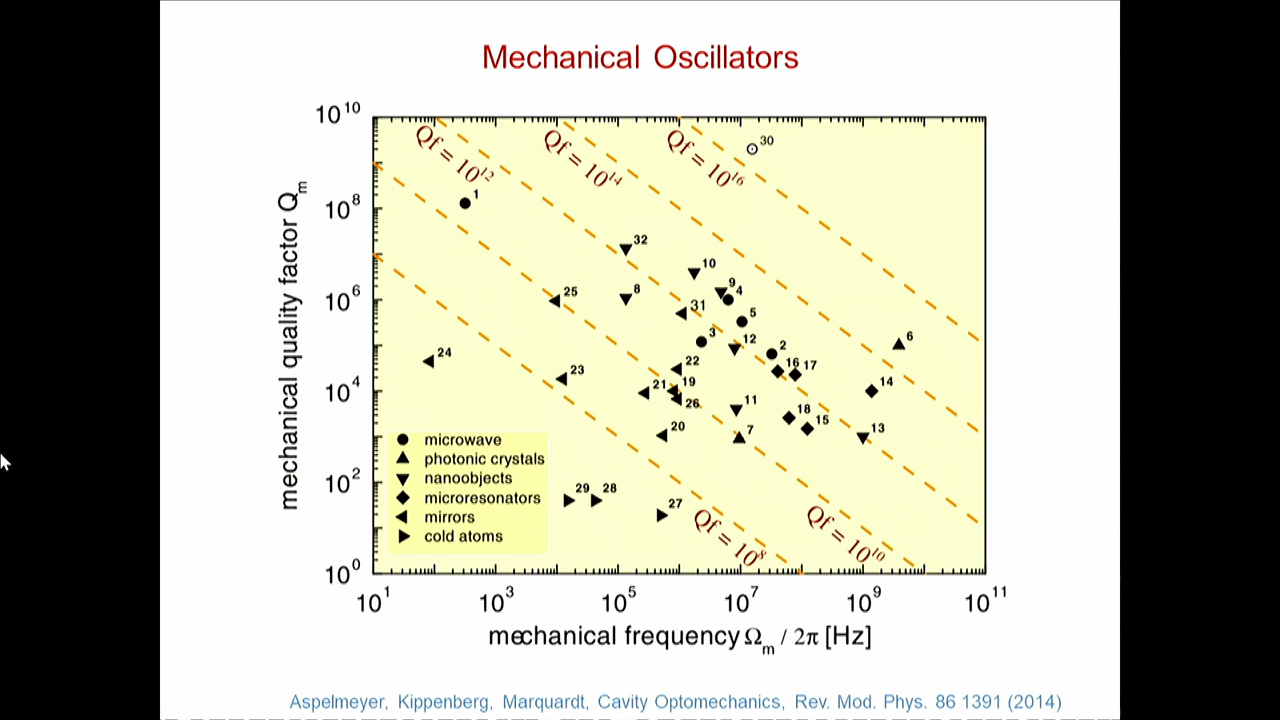 Mechanical Oscillators
10^10
10^8
10^6
10^4
10^2
10^0
mechanical quality factor Q_m
Qf = 10^12
Qf = 10^14
Qf = 10^16
30
1
32
10
9
4
8
25
31
5
3
12
2
6
24
22
16
17
23
21
19
14
26
11
18
15
20
7
13
29
28
27
Qf = 10^8
Qf = 10^10
microwave
photonic crystals
nanoobjects
microresonators
mirrors
cold atoms
10^1 10^3 10^5 10^7 10^9 10^11
mechanical frequency Ω_m / 2π [Hz]
Aspelmeyer, Kippenberg, Marquardt, Cavity Optomechanics, Rev. Mod. Phys. 86 1391 (2014)